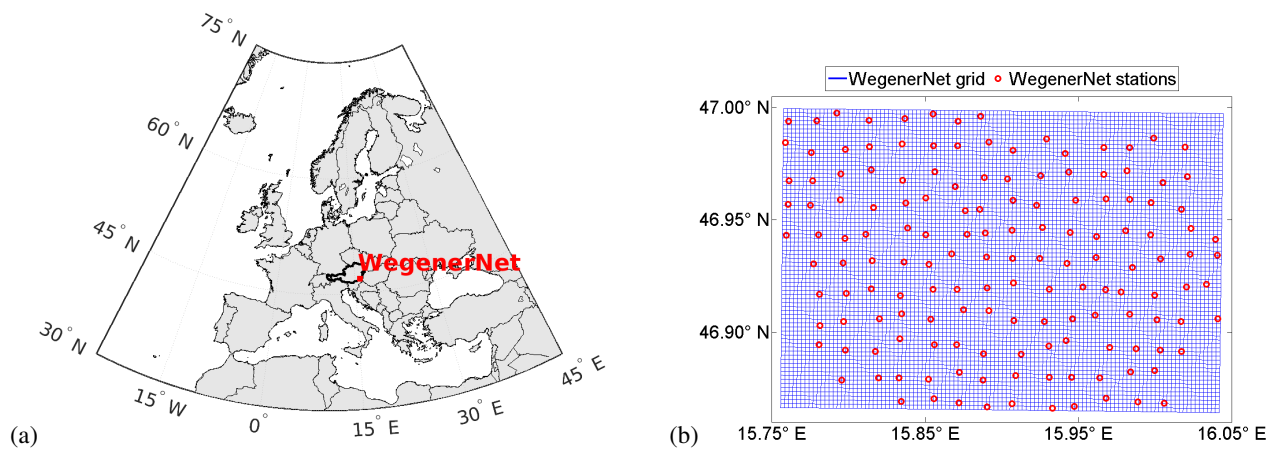 75° N
60° N
45° N
30° N
15° W
0°
15° E
30° E
45° E
WegenerNet
(a)
WegenerNet grid WegenerNet stations
47.00° N
46.95° N
46.90° N
15.75° E 15.85° E 15.95° E 16.05° E
(b)